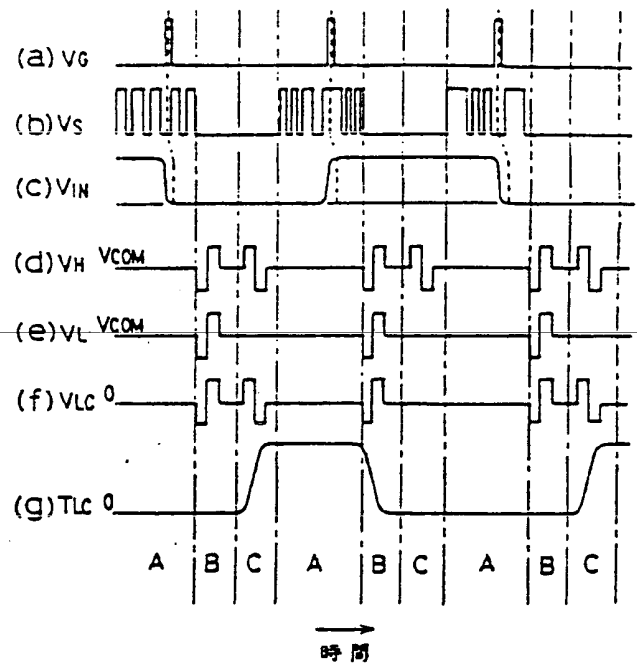 (a) VG
(b) VS
(c) VIN
(d) VH VCOM
(e) VL VCOM
(f) VLC 0
(g) TLC 0
A B C A B C A B C
時間